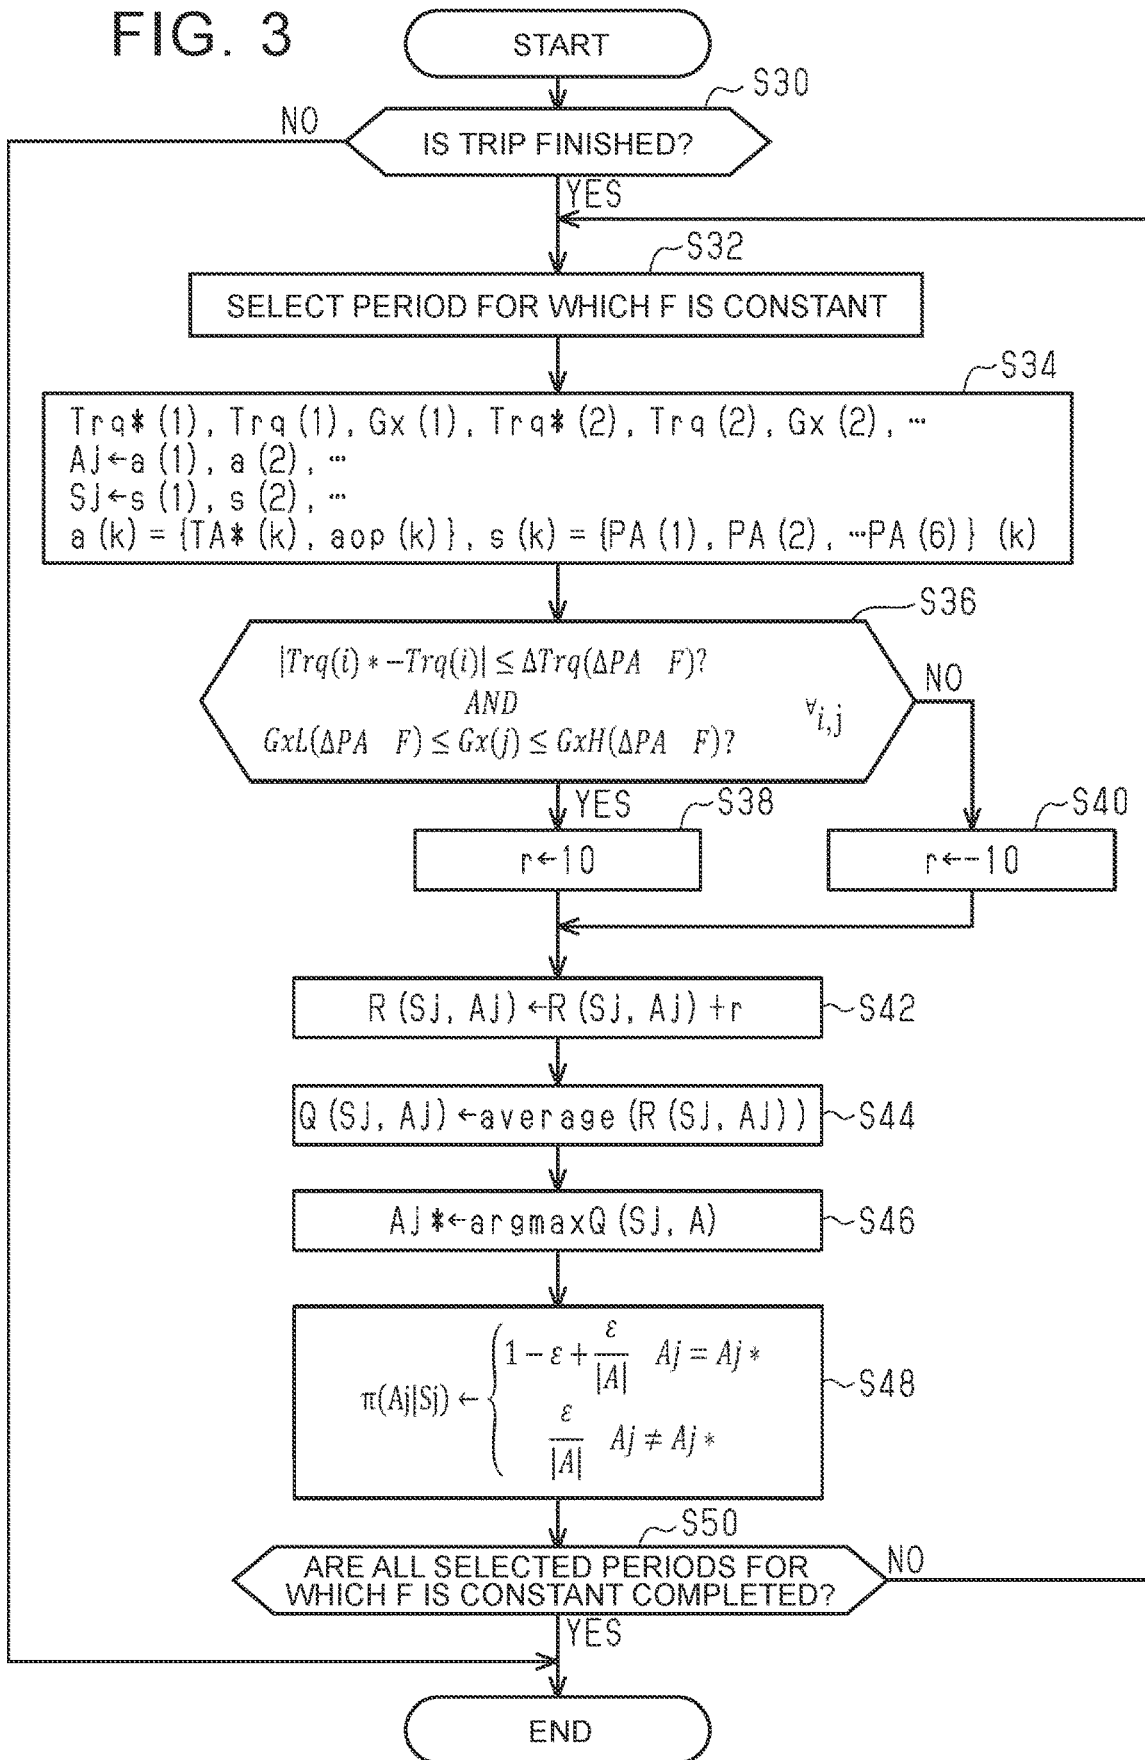 FIG. 3
START
S30
IS TRIP FINISHED?
NO
YES
S32
SELECT PERIOD FOR WHICH F IS CONSTANT
S34
Trq*(1), Trq(1), Gx(1), Trq*(2), Trq(2), Gx(2), …
Aj←a(1), a(2), …
Sj←s(1), s(2), …
a(k)={TA*(k), aop(k)}, s(k)={PA(1), PA(2), …PA(6)}(k)
S36
|Trq(i)*−Trq(i)| ≤ ΔTrq(ΔPA F)?
AND
∀i,j
GxL(ΔPA F) ≤ Gx(j) ≤ GxH(ΔPA F)?
NO
YES
S38
r←10
S40
r←−10
R(Sj, Aj)←R(Sj, Aj)+r
S42
Q(Sj, Aj)←average(R(Sj, Aj))
S44
Aj*←argmaxQ(Sj, A)
S46
π(Aj|Sj) ← { 1 − ε + ε/|A| Aj = Aj*
ε/|A| Aj ≠ Aj*
S48
S50
ARE ALL SELECTED PERIODS FOR
WHICH F IS CONSTANT COMPLETED?
NO
YES
END